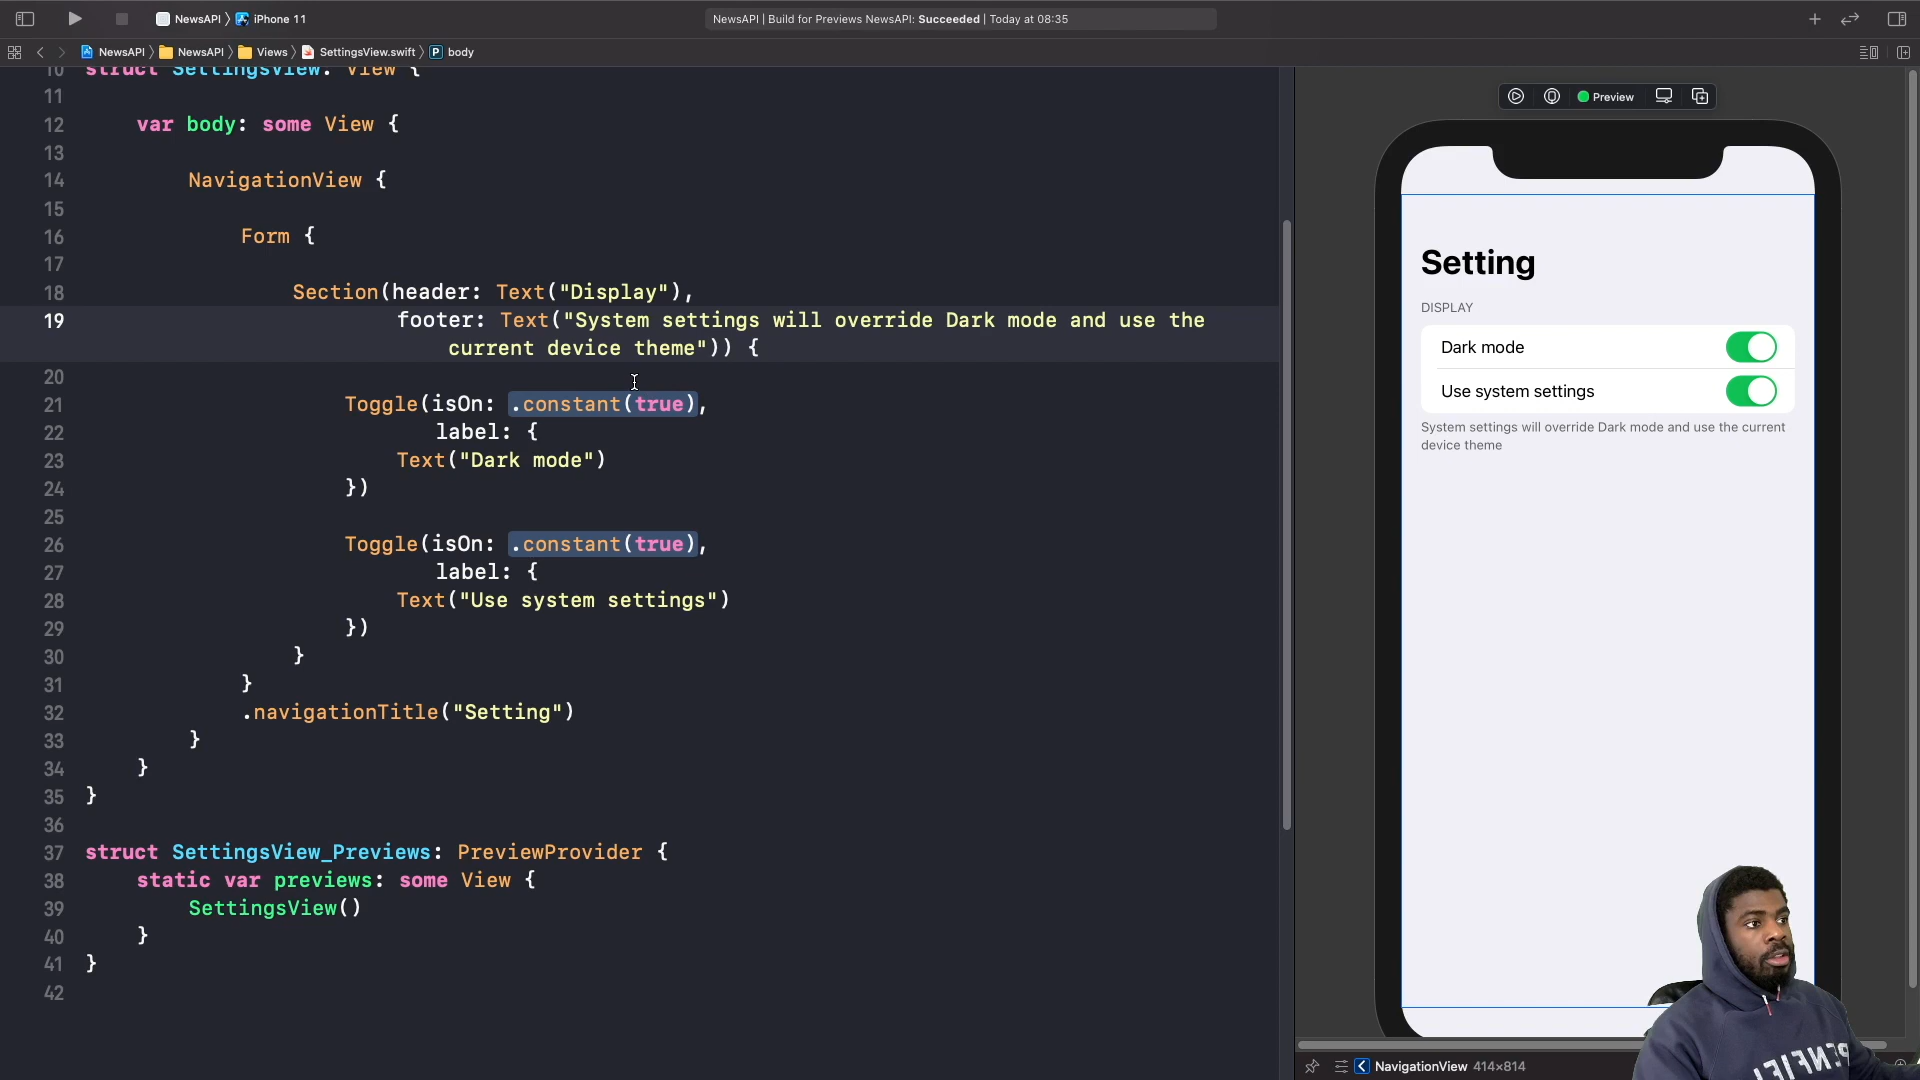 NewsAPI 〉 iPhone 11
NewsAPI | Build for Previews NewsAPI: Succeeded | Today at 08:35
NewsAPI 〉 NewsAPI 〉 Views 〉 SettingsView.swift 〉 P body
10 struct SettingsView: View {
11
12 var body: some View {
13
14 NavigationView {
15
16 Form {
17
18 Section(header: Text("Display"),
19 footer: Text("System settings will override Dark mode and use the
current device theme")) {
20
21 Toggle(isOn: .constant(true),
22 label: {
23 Text("Dark mode")
24 })
25
26 Toggle(isOn: .constant(true),
27 label: {
28 Text("Use system settings")
29 })
30 }
31 }
32 .navigationTitle("Setting")
33 }
34 }
35 }
36
37 struct SettingsView_Previews: PreviewProvider {
38 static var previews: some View {
39 SettingsView()
40 }
41 }
42
Preview
Setting
DISPLAY
Dark mode
Use system settings
System settings will override Dark mode and use the current
device theme
NavigationView 414×814